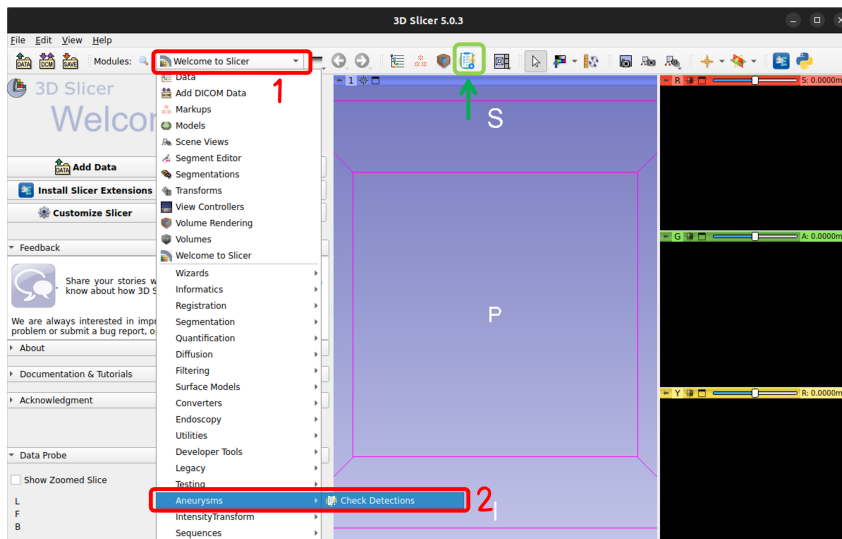 3D Slicer 5.0.3
File Edit View Help
DATA DCM SAVE Modules: Welcome to Slicer
1
3D Slicer
Welcor
Add Data
Install Slicer Extensions
Customize Slicer
Feedback
Share your stories w
know about how 3D S
We are always interested in impr
problem or submit a bug report, o
About
Documentation & Tutorials
Acknowledgment
Data Probe
Show Zoomed Slice
L
F
B
Data
Add DICOM Data
Markups
Models
Scene Views
Segment Editor
Segmentations
Transforms
View Controllers
Volume Rendering
Volumes
Welcome to Slicer
Wizards
Informatics
Registration
Segmentation
Quantification
Diffusion
Filtering
Surface Models
Converters
Endoscopy
Utilities
Developer Tools
Legacy
Testing
Aneurysms
Check Detections
2
IntensityTransform
Sequences
1
S
P
I
R S: 0.0000m
G A: 0.0000m
Y R: 0.0000m